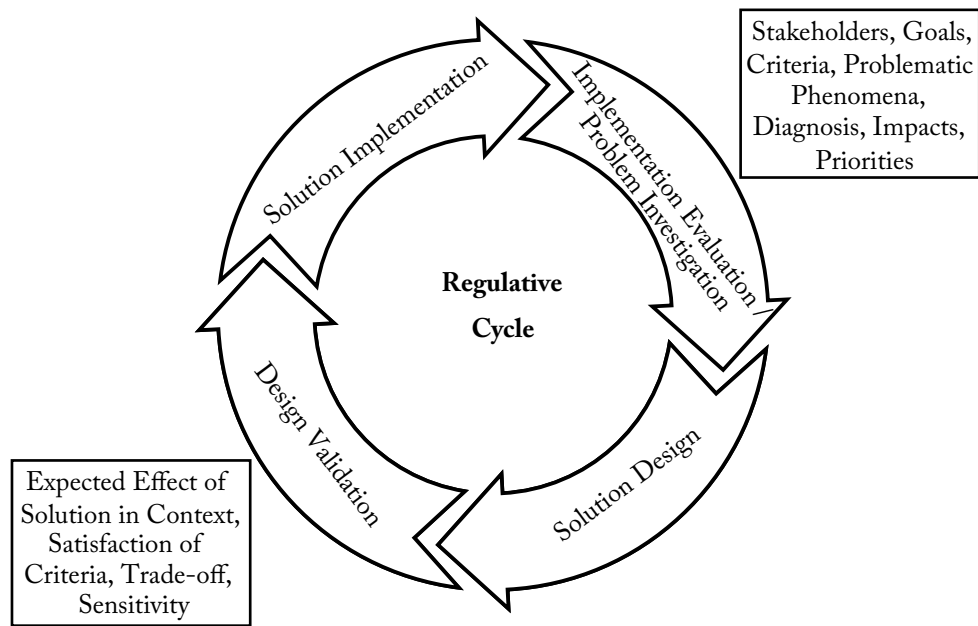 Stakeholders, Goals,
Criteria, Problematic
Phenomena,
Diagnosis, Impacts,
Priorities
Solution Implementation
Implementation Evaluation /
Problem Investigation
Regulative
Cycle
Design Validation
Solution Design
Expected Effect of
Solution in Context,
Satisfaction of
Criteria, Trade-off,
Sensitivity